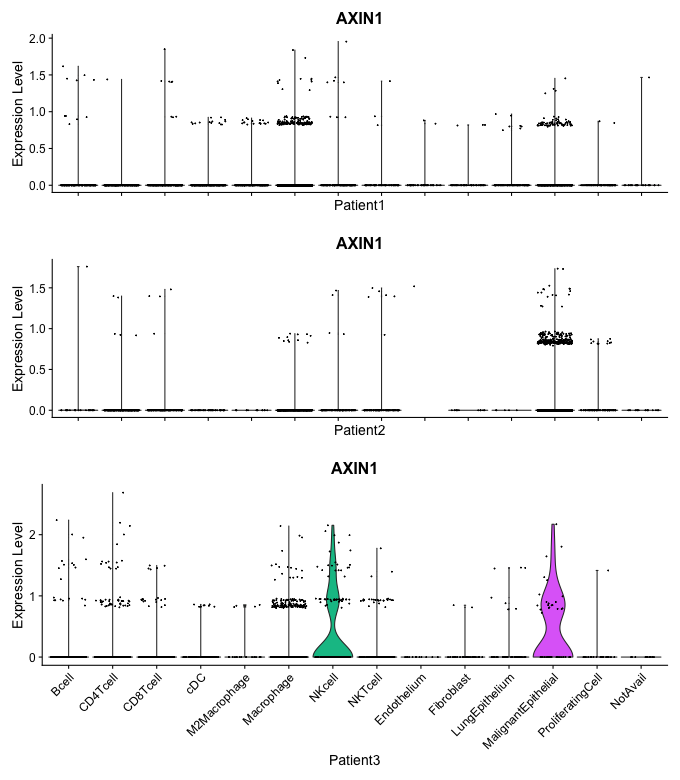 AXIN1
Expression Level
2.0
1.5
1.0
0.5
0.0
Patient1
AXIN1
Expression Level
1.5
1.0
0.5
0.0
Patient2
AXIN1
Expression Level
2
1
0
Bcell
CD4Tcell
CD8Tcell
cDC
M2Macrophage
Macrophage
NKcell
NKTcell
Endothelium
Fibroblast
LungEpithelium
MalignantEpithelial
ProliferatingCell
NotAvail
Patient3